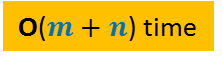 O(m + n) time